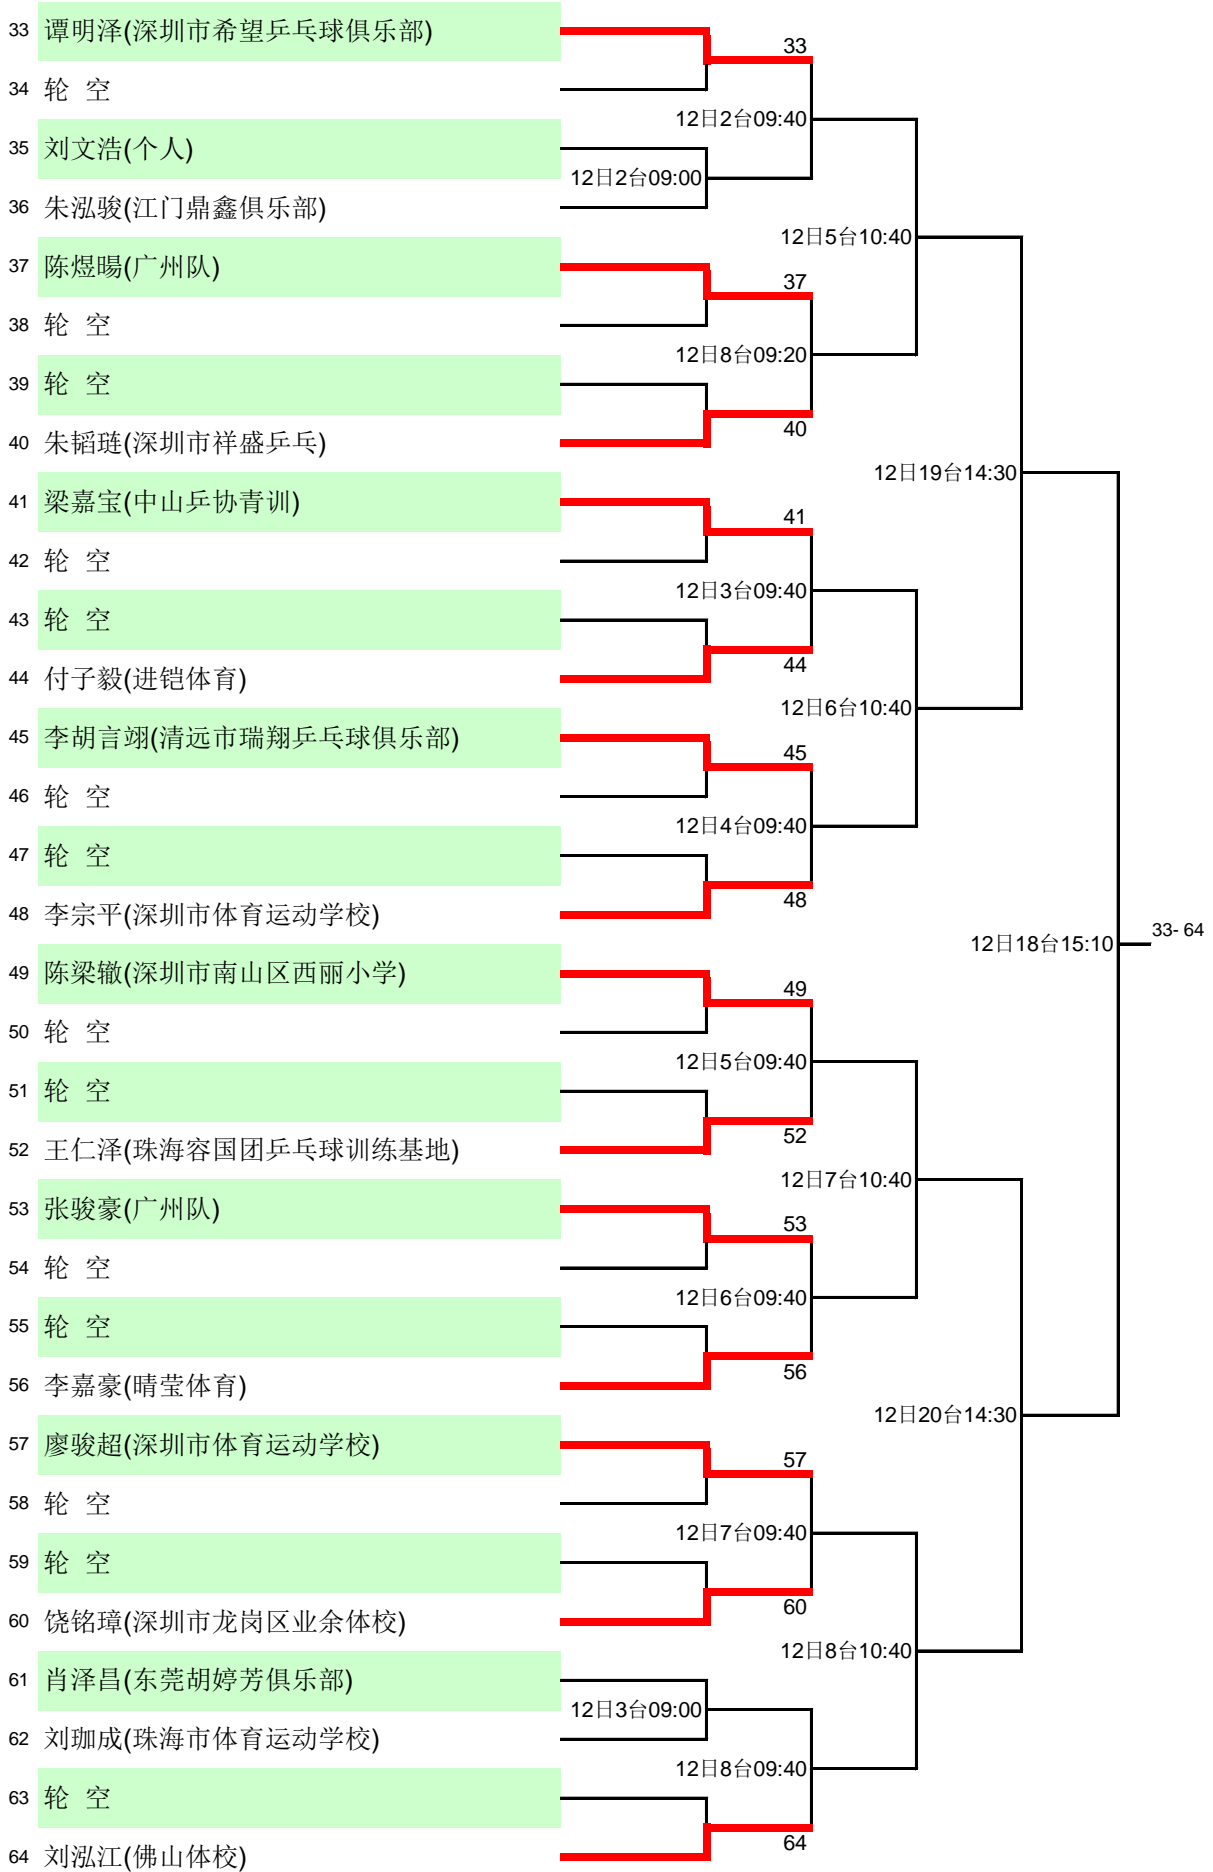 33 谭明泽(深圳市希望乒乓球俱乐部)
33
34 轮 空
12日2台09:40
35 刘文浩(个人)
12日2台09:00
36 朱泓骏(江门鼎鑫俱乐部)
12日5台10:40
37 陈煜暘(广州队)
37
38 轮 空
12日8台09:20
39 轮 空
40 朱韬琏(深圳市祥盛乒乓)
40
12日19台14:30
41 梁嘉宝(中山乒协青训)
41
42 轮 空
12日3台09:40
43 轮 空
44 付子毅(进铠体育)
44
12日6台10:40
45 李胡言翊(清远市瑞翔乒乓球俱乐部)
45
46 轮 空
12日4台09:40
47 轮 空
48 李宗平(深圳市体育运动学校)
48
12日18台15:10
33- 64
49 陈梁辙(深圳市南山区西丽小学)
49
50 轮 空
12日5台09:40
51 轮 空
52 王仁泽(珠海容国团乒乓球训练基地)
52
12日7台10:40
53 张骏豪(广州队)
53
54 轮 空
12日6台09:40
55 轮 空
56 李嘉豪(晴莹体育)
56
12日20台14:30
57 廖骏超(深圳市体育运动学校)
57
58 轮 空
12日7台09:40
59 轮 空
60 饶铭璋(深圳市龙岗区业余体校)
60
12日8台10:40
61 肖泽昌(东莞胡婷芳俱乐部)
12日3台09:00
62 刘珈成(珠海市体育运动学校)
12日8台09:40
63 轮 空
64 刘泓江(佛山体校)
64